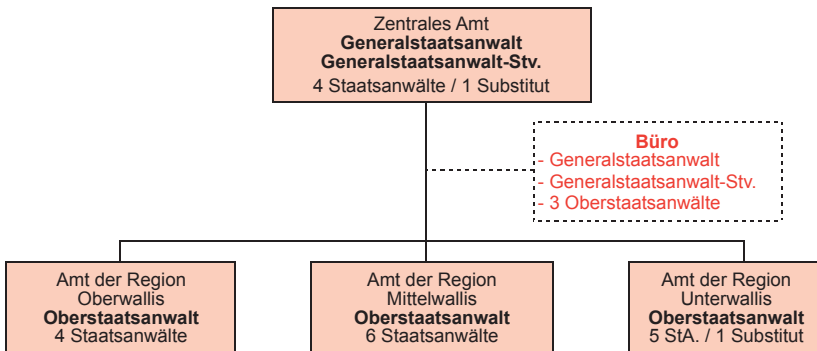 Zentrales Amt
Generalstaatsanwalt
Generalstaatsanwalt-Stv.
4 Staatsanwälte / 1 Substitut
Büro
- Generalstaatsanwalt
- Generalstaatsanwalt-Stv.
- 3 Oberstaatsanwälte
Amt der Region
Oberwallis
Oberstaatsanwalt
4 Staatsanwälte
Amt der Region
Mittelwallis
Oberstaatsanwalt
6 Staatsanwälte
Amt der Region
Unterwallis
Oberstaatsanwalt
5 StA. / 1 Substitut